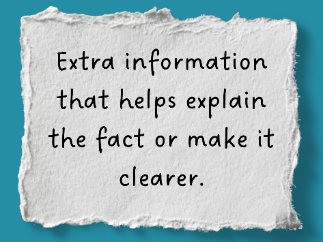 Extra information
that helps explain
the fact or make it
clearer.